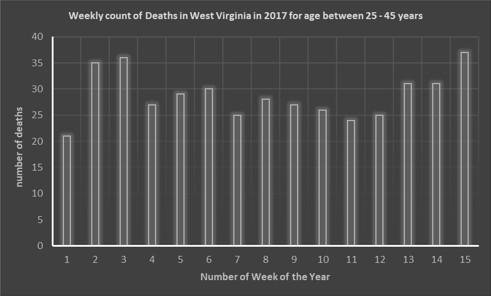 Weekly count of Deaths in West Virginia in 2017 for age between 25 - 45 years
number of deaths
40
35
30
25
20
15
10
5
0
1 2 3 4 5 6 7 8 9 10 11 12 13 14 15
Number of Week of the Year